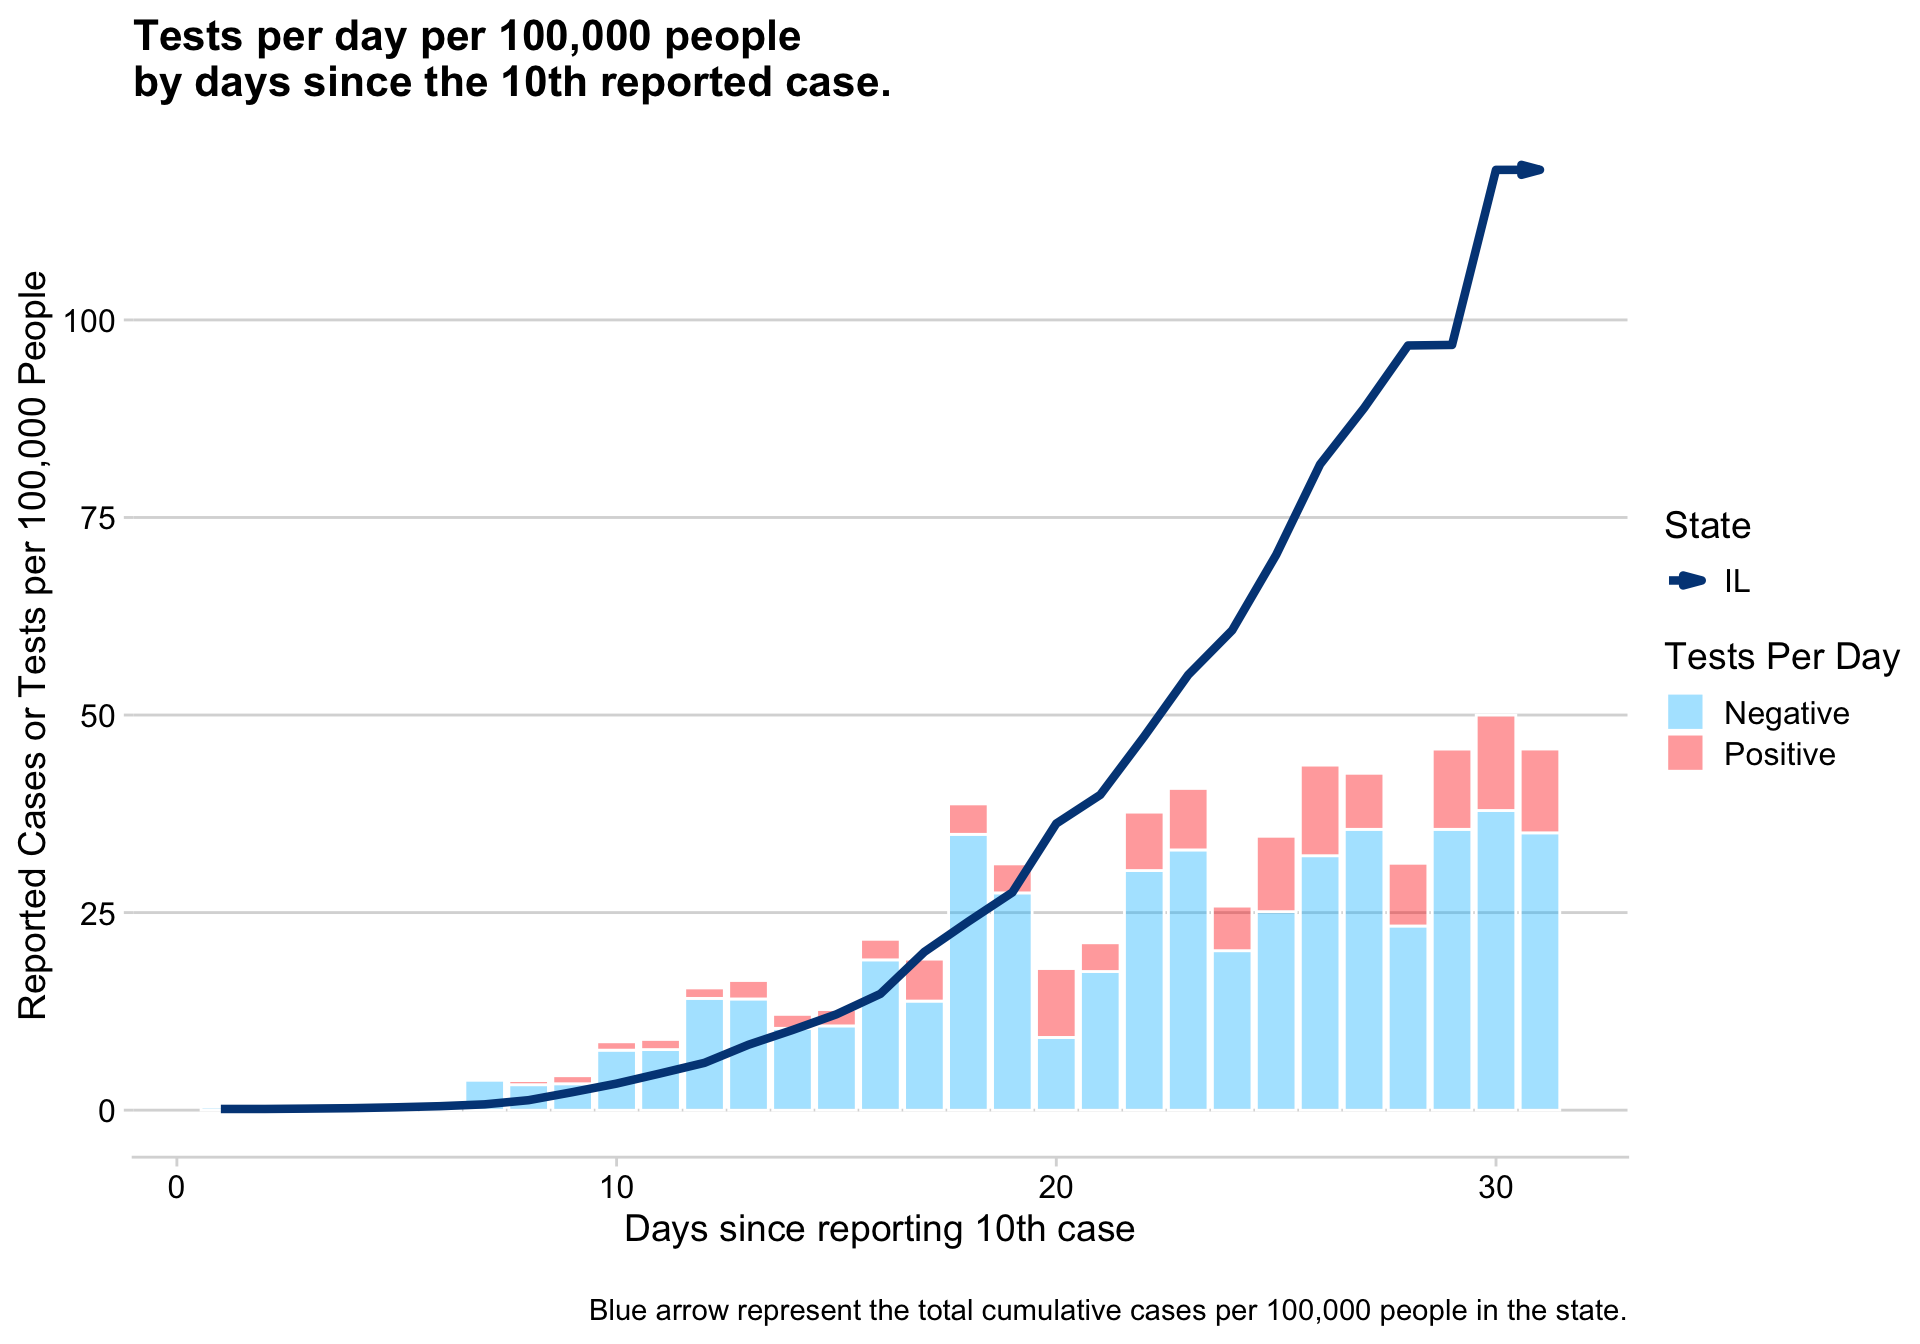 Tests per day per 100,000 people
by days since the 10th reported case.
Reported Cases or Tests per 100,000 People
100
75
50
25
0
0
10
20
30
Days since reporting 10th case
State
IL
Tests Per Day
Negative
Positive
Blue arrow represent the total cumulative cases per 100,000 people in the state.